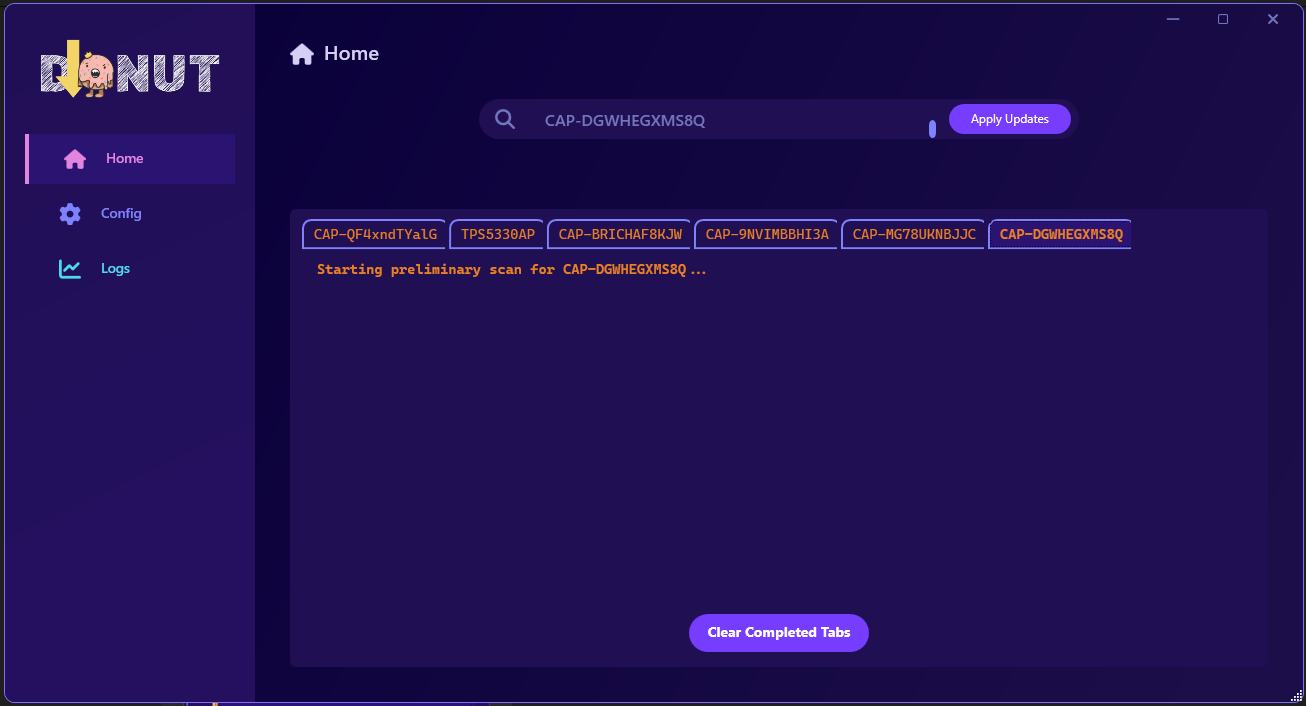 DONUT
Home
Config
Logs
Home
CAP-DGWHEGXMS8Q
Apply Updates
CAP-QF4xndTYalG TPS5330AP CAP-BRICHAF8KJW CAP-9NVIMBBHI3A CAP-MG78UKNBJJC CAP-DGWHEGXMS8Q
Starting preliminary scan for CAP-DGWHEGXMS8Q...
Clear Completed Tabs